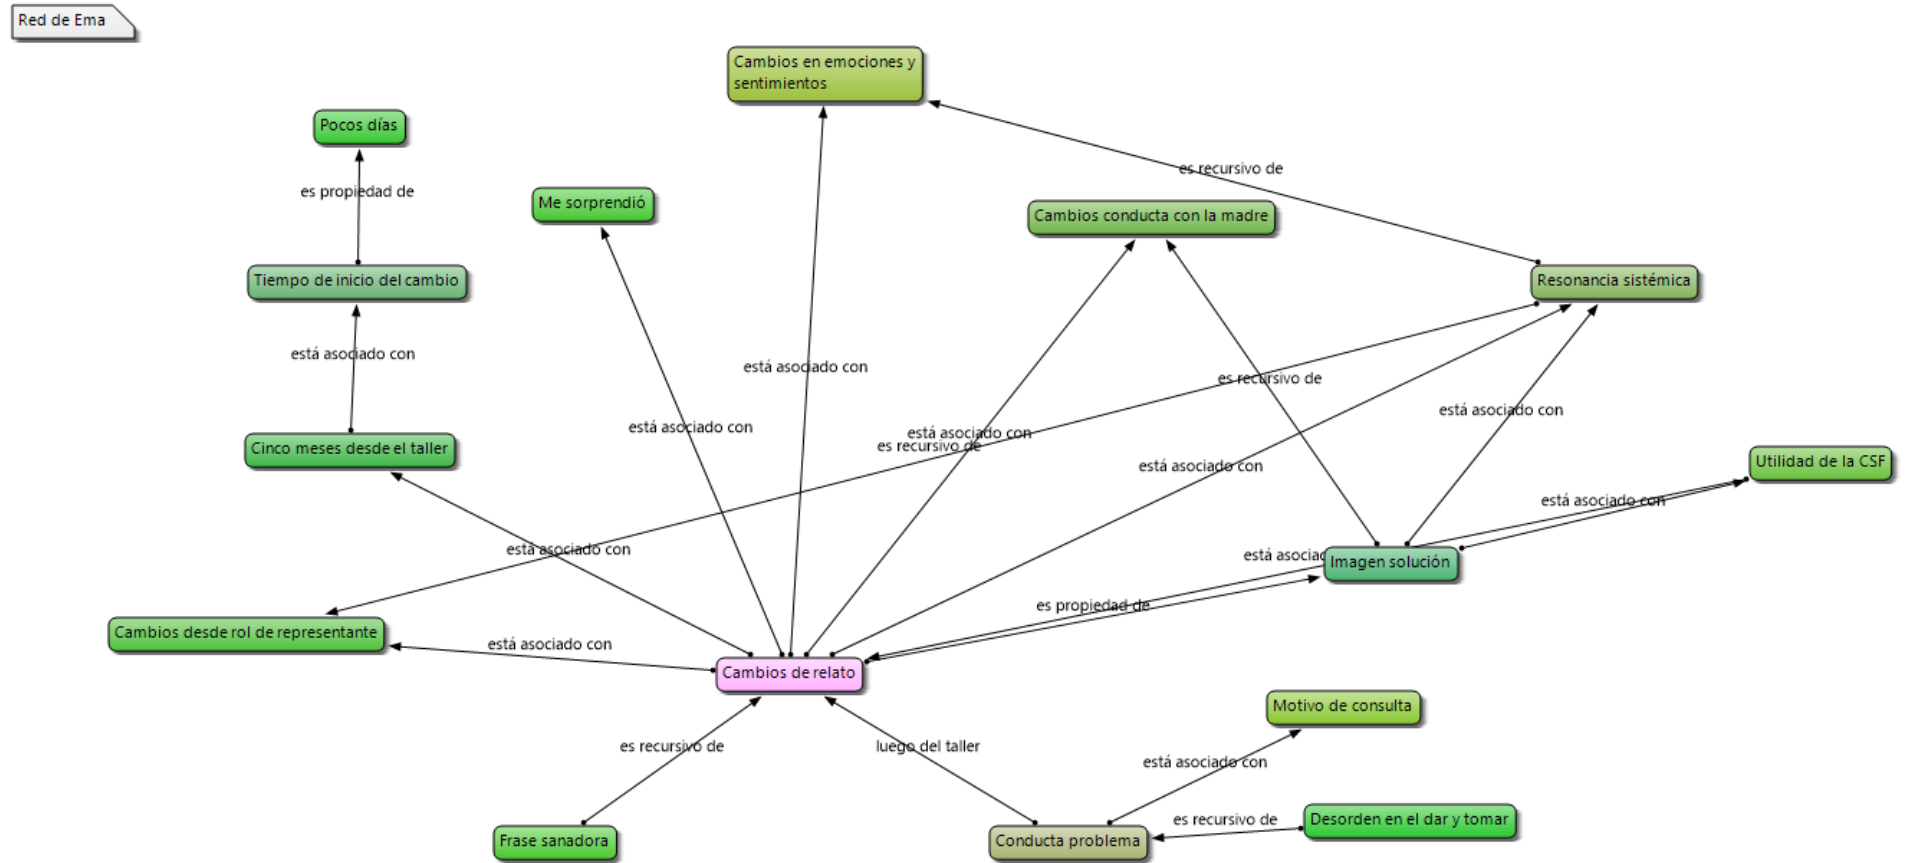 Red de Ema
Cambios en emociones y
sentimientos
Pocos días
es recursivo de
es propiedad de
Me sorprendió
Cambios conducta con la madre
Tiempo de inicio del cambio
Resonancia sistémica
está asociado con
está asociado con
es recursivo de
está asociado con
está asociado con
está asociado con
es recursivo de
Cinco meses desde el taller
Utilidad de la CSF
está asociado con
está asociado con
está asociado con
está asociad
Imagen solución
es propiedad de
Cambios desde rol de representante
está asociado con
Cambios de relato
Motivo de consulta
es recursivo de
luego del taller
está asociado con
Desorden en el dar y tomar
es recursivo de
Frase sanadora
Conducta problema